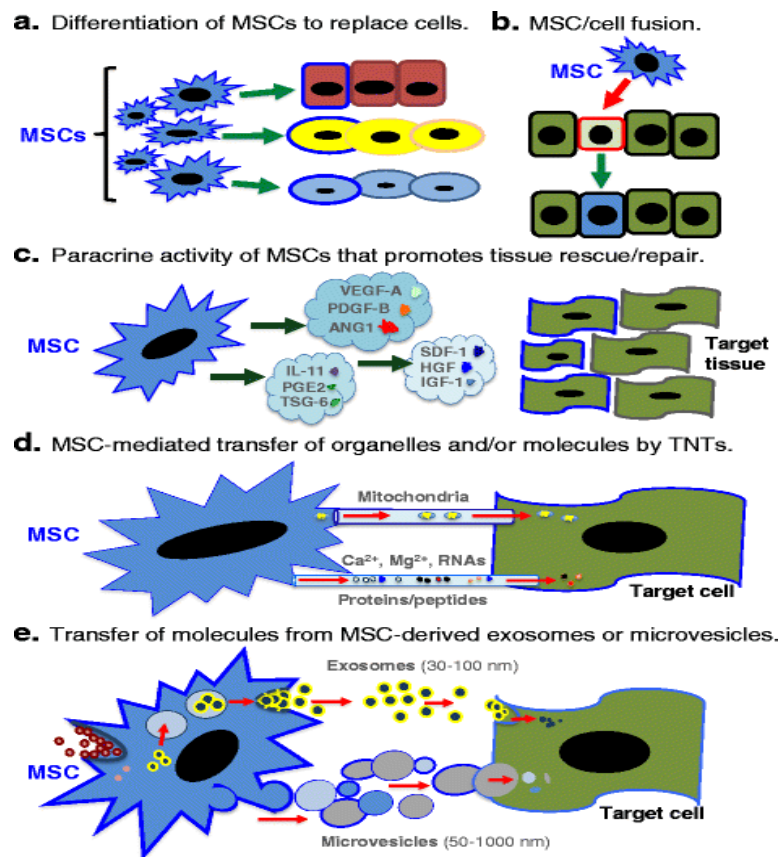 a. Differentiation of MSCs to replace cells.
MSCs
b. MSC/cell fusion.
MSC
c. Paracrine activity of MSCs that promotes tissue rescue/repair.
MSC
VEGF-A
PDGF-B
ANG1
IL-11
PGE2
TSG-6
SDF-1
HGF
IGF-1
Target
tissue
d. MSC-mediated transfer of organelles and/or molecules by TNTs.
MSC
Mitochondria
Ca²⁺, Mg²⁺, RNAs
Proteins/peptides
Target cell
e. Transfer of molecules from MSC-derived exosomes or microvesicles.
Exosomes (30-100 nm)
MSC
Target cell
Microvesicles (50-1000 nm)